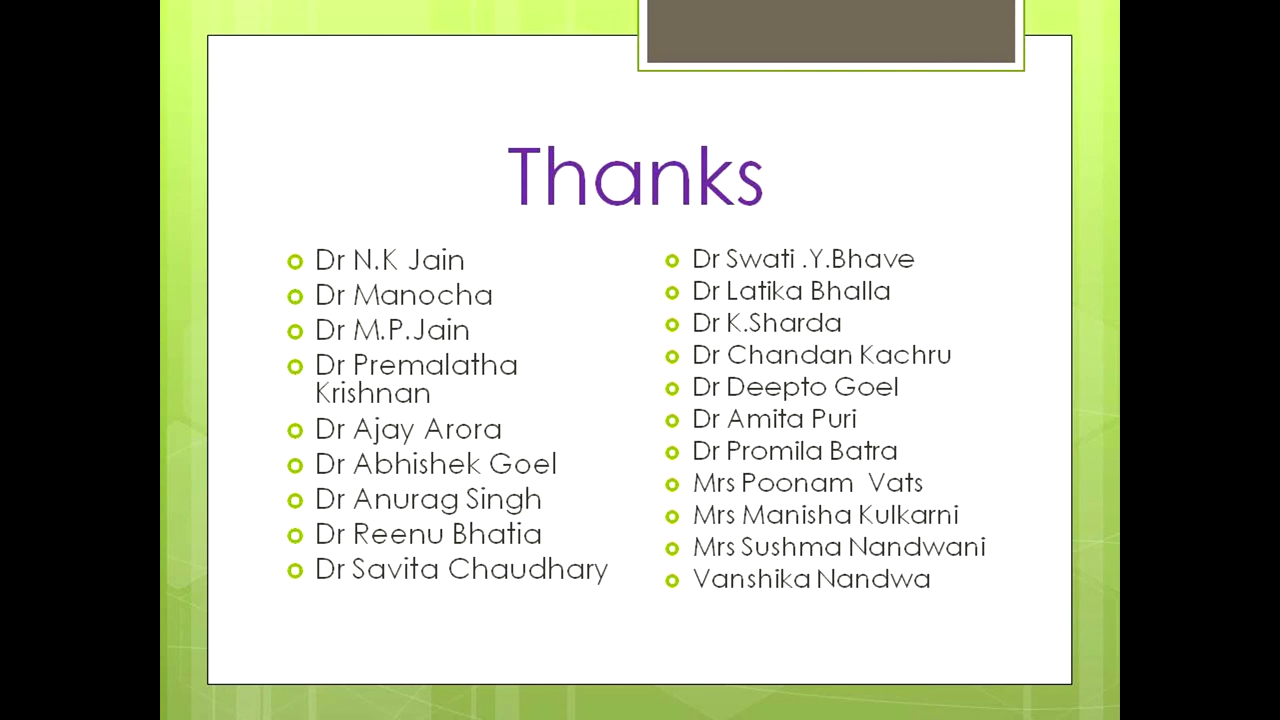 Thanks
Dr N.K Jain
Dr Manocha
Dr M.P.Jain
Dr Premalatha
Krishnan
Dr Ajay Arora
Dr Abhishek Goel
Dr Anurag Singh
Dr Reenu Bhatia
Dr Savita Chaudhary
Dr Swati .Y.Bhave
Dr Latika Bhalla
Dr K.Sharda
Dr Chandan Kachru
Dr Deepto Goel
Dr Amita Puri
Dr Promila Batra
Mrs Poonam  Vats
Mrs Manisha Kulkarni
Mrs Sushma Nandwani
Vanshika Nandwa